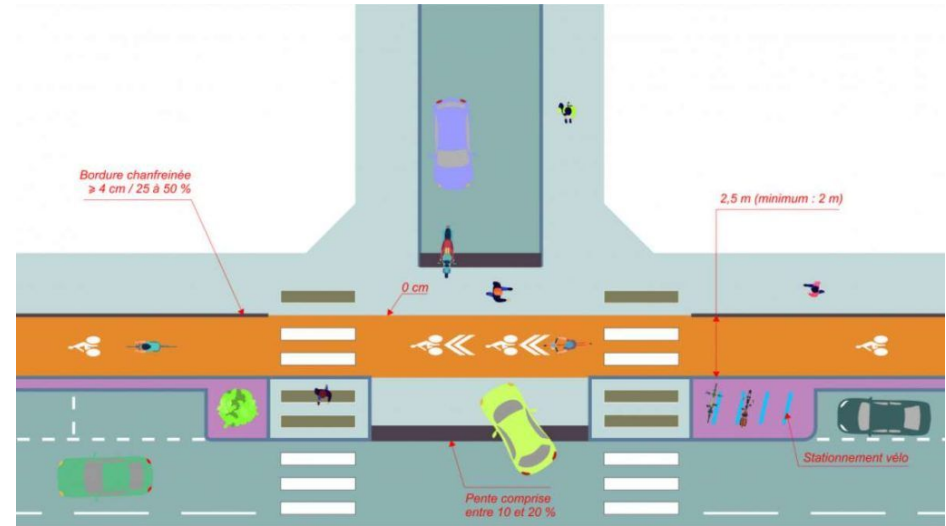 Bordure chanfreinée
⩾ 4 cm / 25 à 50 %
2,5 m (minimum : 2 m)
0 cm
Stationnement vélo
Pente comprise
entre 10 et 20 %